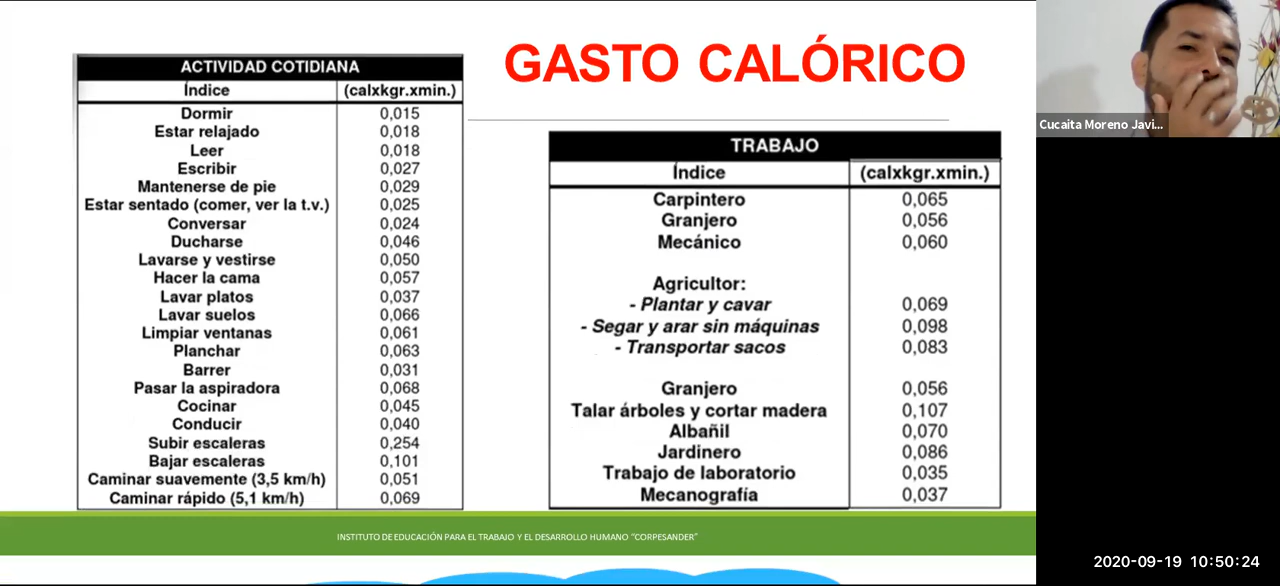 GASTO CALÓRICO
ACTIVIDAD COTIDIANA
Índice (calxkgr.xmin.)
Dormir 0,015
Estar relajado 0,018
Leer 0,018
Escribir 0,027
Mantenerse de pie 0,029
Estar sentado (comer, ver la t.v.) 0,025
Conversar 0,024
Ducharse 0,046
Lavarse y vestirse 0,050
Hacer la cama 0,057
Lavar platos 0,037
Lavar suelos 0,066
Limpiar ventanas 0,061
Planchar 0,063
Barrer 0,031
Pasar la aspiradora 0,068
Cocinar 0,045
Conducir 0,040
Subir escaleras 0,254
Bajar escaleras 0,101
Caminar suavemente (3,5 km/h) 0,051
Caminar rápido (5,1 km/h) 0,069
TRABAJO
Índice (calxkgr.xmin.)
Carpintero 0,065
Granjero 0,056
Mecánico 0,060
Agricultor:
- Plantar y cavar 0,069
- Segar y arar sin máquinas 0,098
- Transportar sacos 0,083
Granjero 0,056
Talar árboles y cortar madera 0,107
Albañil 0,070
Jardinero 0,086
Trabajo de laboratorio 0,035
Mecanografía 0,037
INSTITUTO DE EDUCACIÓN PARA EL TRABAJO Y EL DESARROLLO HUMANO "CORPESANDER"
Cucaita Moreno Javi...
2020-09-19 10:50:24